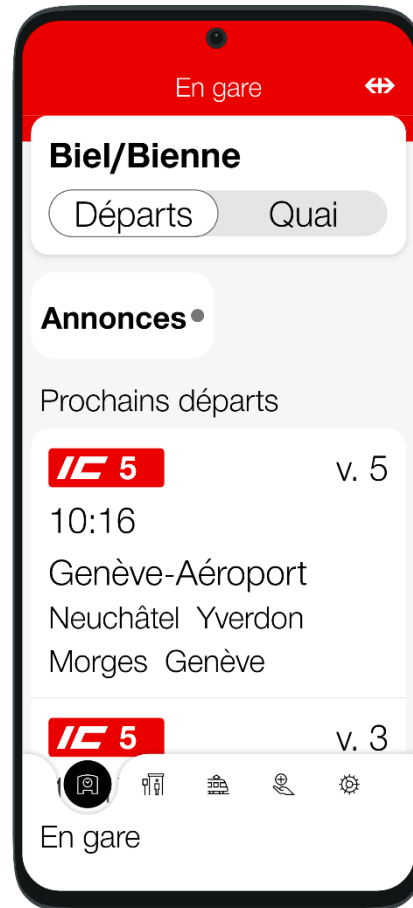 En gare
Biel/Bienne
Départs Quai
Annonces
Prochains départs
IC 5 v. 5
10:16
Genève-Aéroport
Neuchâtel Yverdon
Morges Genève
IC 5 v. 3
En gare